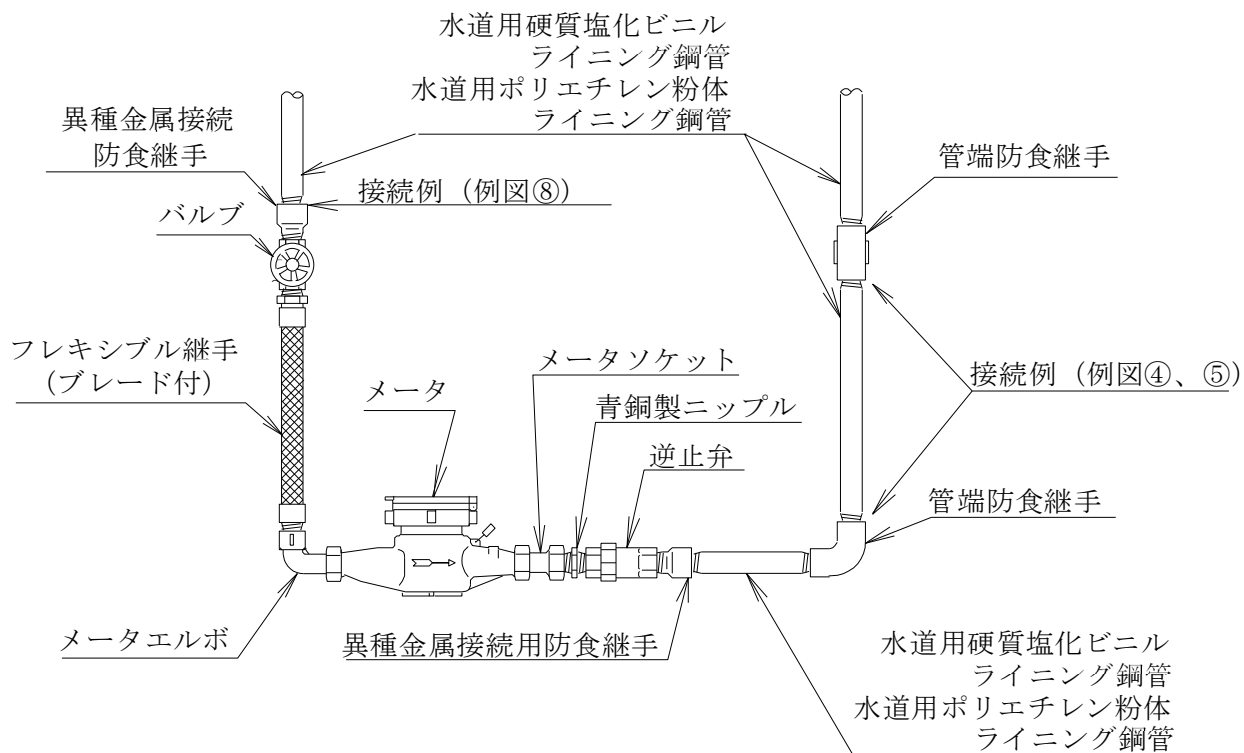 水道用硬質塩化ビニル
ライニング鋼管
水道用ポリエチレン粉体
ライニング鋼管
異種金属接続
防食継手
管端防食継手
接続例（例図⑧）
バルブ
フレキシブル継手
（ブレード付）
メータソケット
接続例（例図④、⑤）
メータ
青銅製ニップル
逆止弁
管端防食継手
メータエルボ
異種金属接続用防食継手
水道用硬質塩化ビニル
ライニング鋼管
水道用ポリエチレン粉体
ライニング鋼管